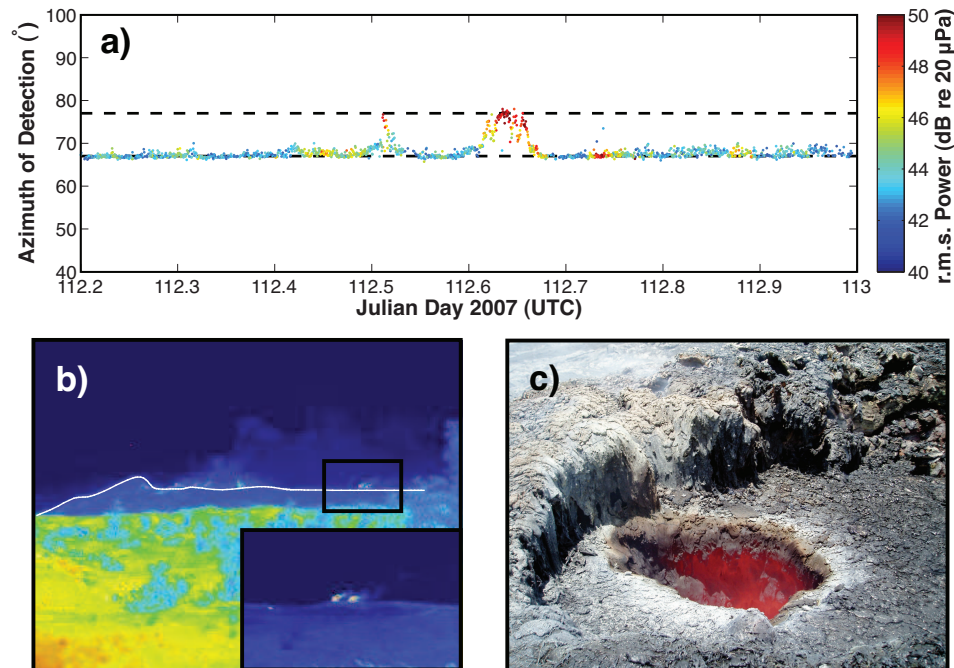 a)
Azimuth of Detection (°)
100
90
80
70
60
50
40
112.2 112.3 112.4 112.5 112.6 112.7 112.8 112.9 113
Julian Day 2007 (UTC)
50
48
46
44
42
40
r.m.s. Power (dB re 20 µPa)
b)
c)